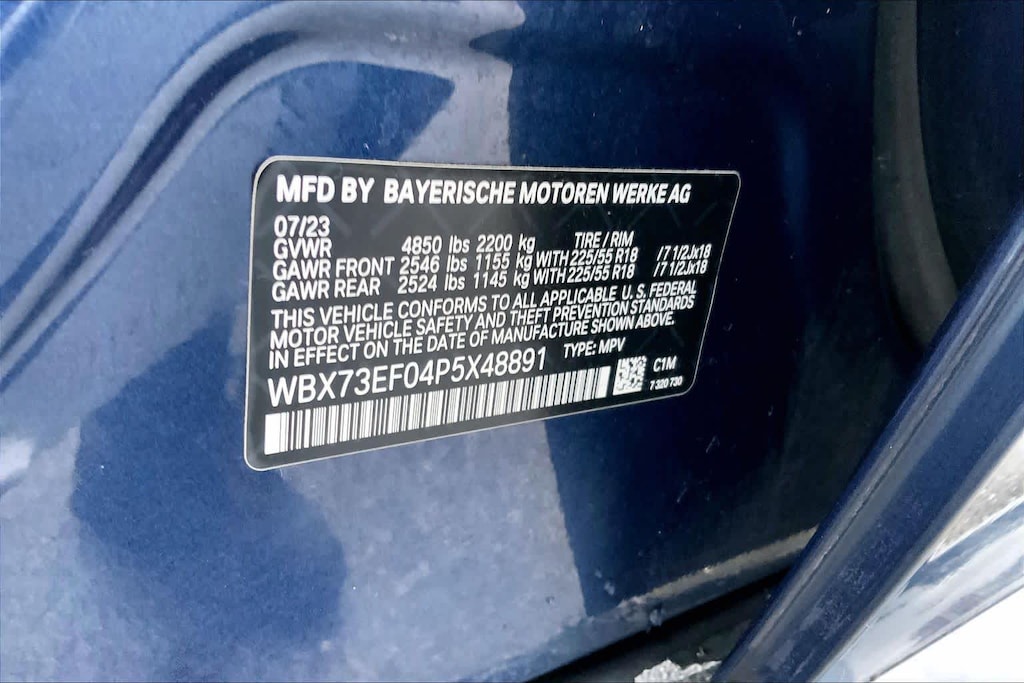 MFD BY BAYERISCHE MOTOREN WERKE AG
07/23
GVWR 4850 lbs 2200 kg TIRE / RIM
GAWR FRONT 2546 lbs 1155 kg WITH 225/55 R18 /7 1/2Jx18
GAWR REAR 2524 lbs 1145 kg WITH 225/55 R18 /7 1/2Jx18
THIS VEHICLE CONFORMS TO ALL APPLICABLE U. S. FEDERAL
MOTOR VEHICLE SAFETY AND THEFT PREVENTION STANDARDS
IN EFFECT ON THE DATE OF MANUFACTURE SHOWN ABOVE.
WBX73EF04P5X48891 TYPE: MPV
C1M
7 320 730